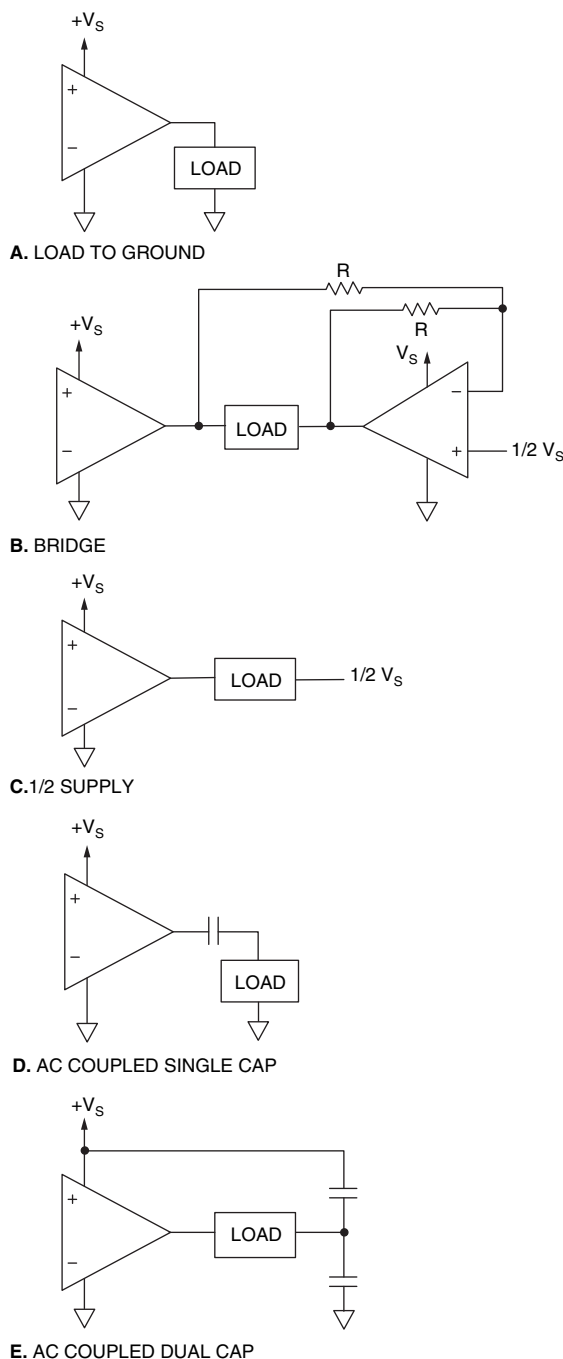 +VS
+
−
LOAD
A. LOAD TO GROUND
R
R
+VS
VS
+
−
LOAD
−
+
1/2 VS
B. BRIDGE
+VS
+
−
LOAD
1/2 VS
C.1/2 SUPPLY
+VS
+
−
LOAD
D. AC COUPLED SINGLE CAP
+VS
+
−
LOAD
E. AC COUPLED DUAL CAP